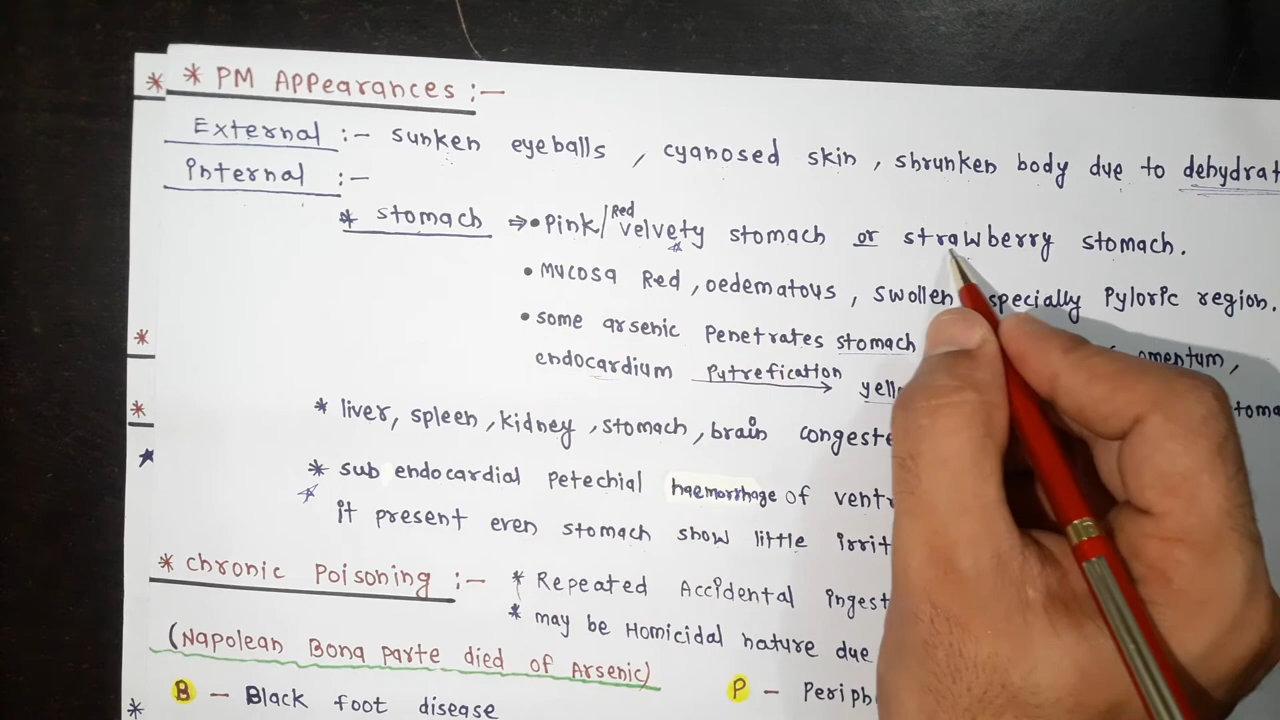 * * PM Appearances :-
External :- sunken eyeballs , cyanosed skin , shrunken body due to dehydrat
Internal :-
* stomach ⇒ • Pink/Red velvety stomach or strawberry stomach.
• Mucosa Red , oedematous , swollen specially Pyloric region.
• some arsenic Penetrates stomach omentum,
* endocardium Putrefication → yell
* * liver, spleen , kidney , stomach , brain congeste
★ * sub endocardial petechial haemorrhage of ventr
☆ it present even stomach show little irrit
* chronic Poisoning :- * Repeated Accidental ingest
* may be Homicidal nature due
(Napolean Bona parte died of Arsenic)
B - Black foot disease P - Periph
*